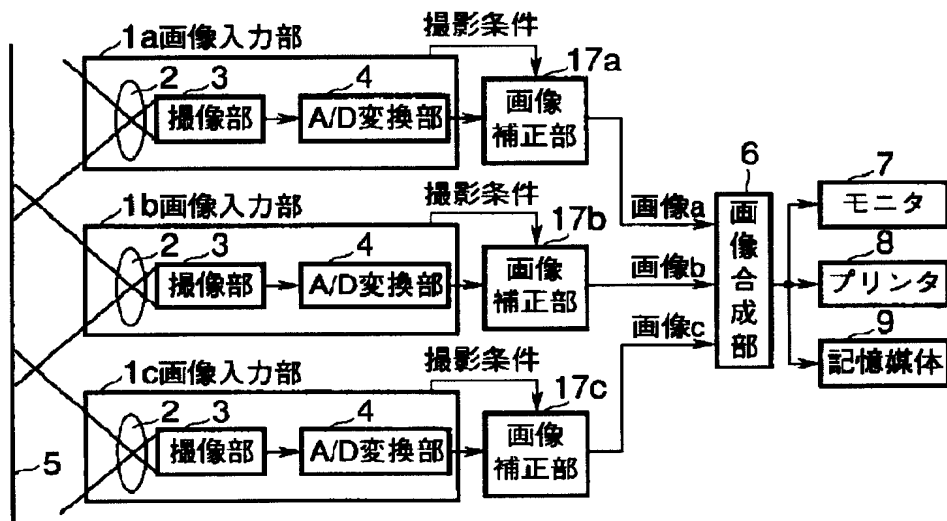 1a画像入力部
撮影条件
2
3
4
17a
撮像部
A/D変換部
画像
補正部
1b画像入力部
撮影条件
2
3
4
17b
撮像部
A/D変換部
画像
補正部
1c画像入力部
撮影条件
2
3
4
17c
撮像部
A/D変換部
画像
補正部
5
画像a
画像b
画像c
6
画像合成部
7
モニタ
8
プリンタ
9
記憶媒体